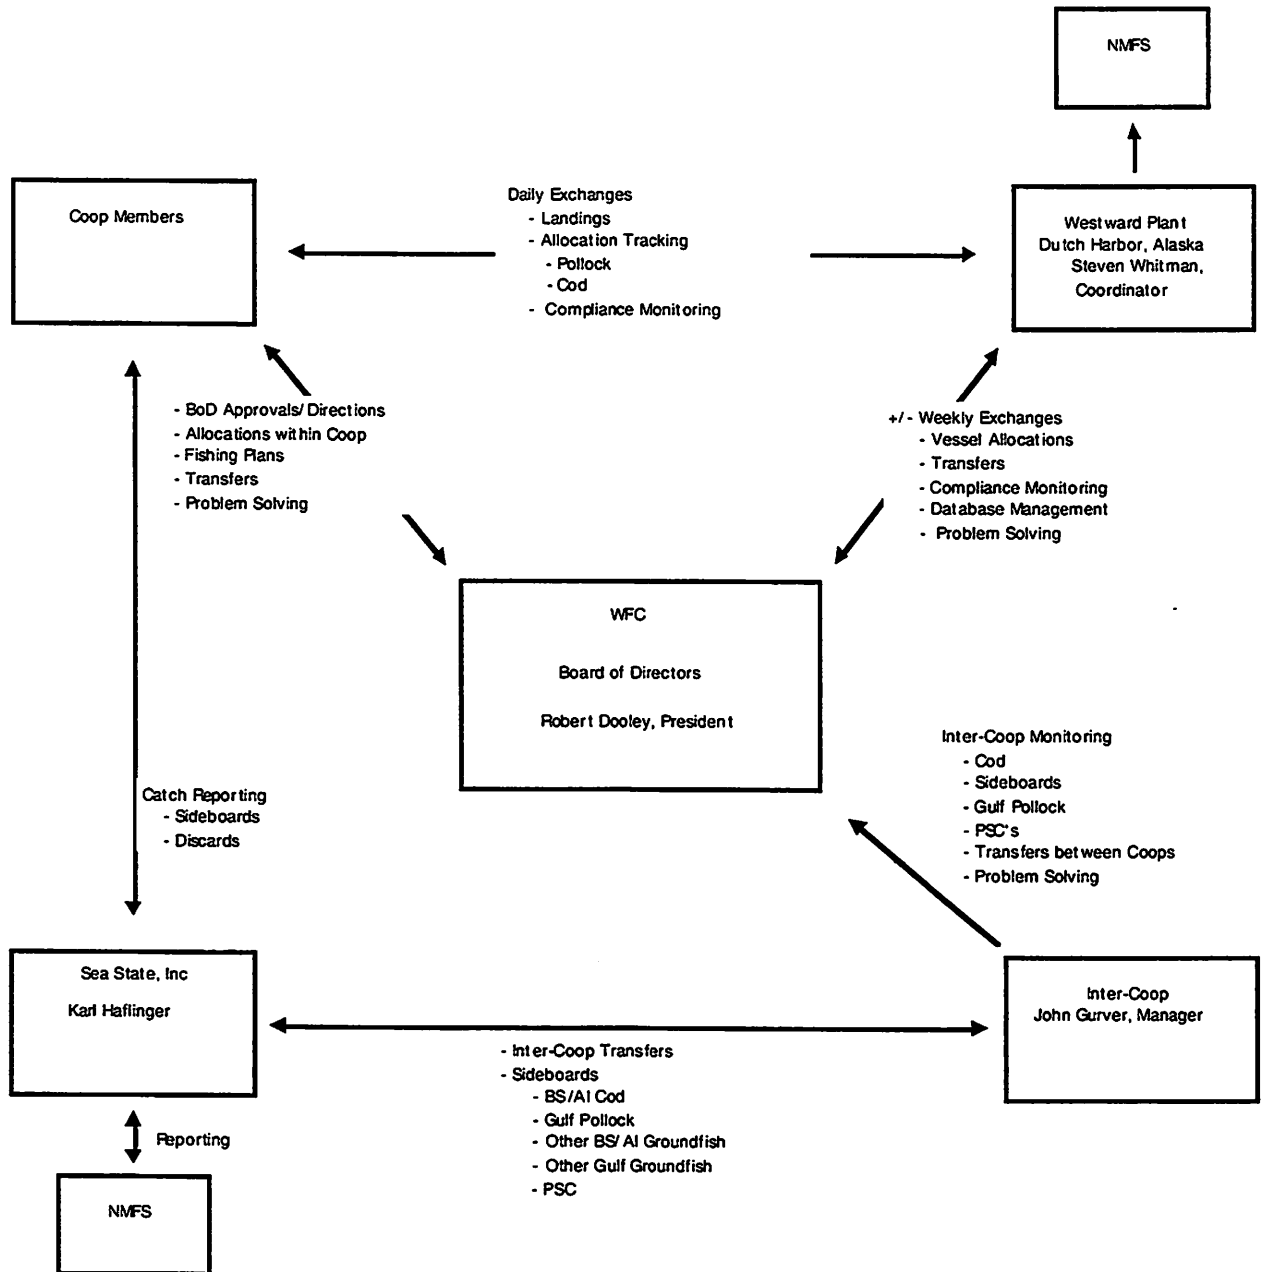 NMFS
Coop Members
Daily Exchanges
- Landings
- Allocation Tracking
- Pollock
- Cod
- Compliance Monitoring
Westward Plant
Dutch Harbor, Alaska
Steven Whitman,
Coordinator
- BoD Approvals/Directions
- Allocations within Coop
- Fishing Plans
- Transfers
- Problem Solving
+/- Weekly Exchanges
- Vessel Allocations
- Transfers
- Compliance Monitoring
- Database Management
- Problem Solving
WFC
Board of Directors
Robert Dooley, President
Inter-Coop Monitoring
- Cod
- Sideboards
- Gulf Pollock
- PSC's
- Transfers between Coops
- Problem Solving
Catch Reporting
- Sideboards
- Discards
Sea State, Inc
Karl Haflinger
Inter-Coop
John Gurver, Manager
- Inter-Coop Transfers
- Sideboards
- BS/AI Cod
- Gulf Pollock
- Other BS/AI Groundfish
- Other Gulf Groundfish
- PSC
Reporting
NMFS